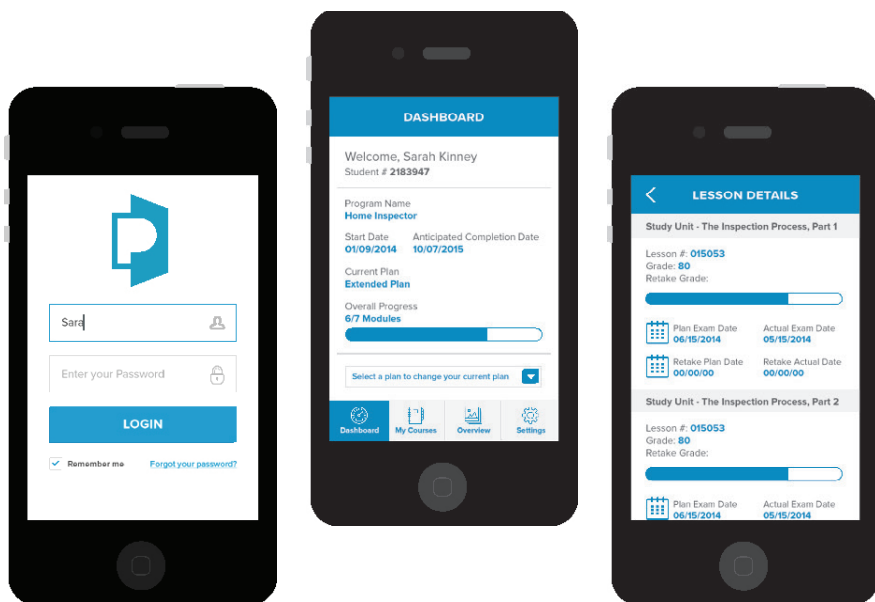 Sara
Enter your Password
LOGIN
Remember me Forgot your password?
DASHBOARD
Welcome, Sarah Kinney
Student # 2183947
Program Name
Home Inspector
Start Date Anticipated Completion Date
01/09/2014 10/07/2015
Current Plan
Extended Plan
Overall Progress
6/7 Modules
Select a plan to change your current plan
Dashboard My Courses Overview Settings
LESSON DETAILS
Study Unit - The Inspection Process, Part 1
Lesson #: 015053
Grade: 80
Retake Grade:
Plan Exam Date Actual Exam Date
06/15/2014 05/15/2014
Retake Plan Date Retake Actual Date
00/00/00 00/00/00
Study Unit - The Inspection Process, Part 2
Lesson #: 015053
Grade: 80
Retake Grade:
Plan Exam Date Actual Exam Date
06/15/2014 05/15/2014